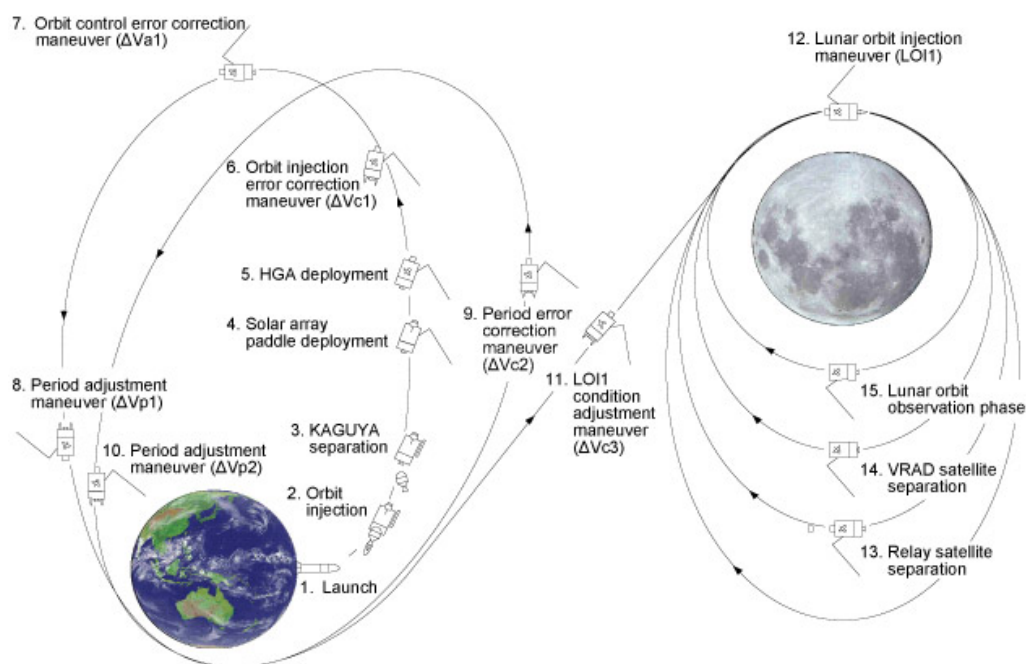 7. Orbit control error correction
maneuver (ΔVa1)
12. Lunar orbit injection
maneuver (LOI1)
6. Orbit injection
error correction
maneuver (ΔVc1)
5. HGA deployment
4. Solar array
paddle deployment
9. Period error
correction
maneuver
(ΔVc2)
8. Period adjustment
maneuver (ΔVp1)
11. LOI1
condition
adjustment
maneuver
(ΔVc3)
15. Lunar orbit
observation phase
3. KAGUYA
separation
10. Period adjustment
maneuver (ΔVp2)
14. VRAD satellite
separation
2. Orbit
injection
13. Relay satellite
separation
1. Launch